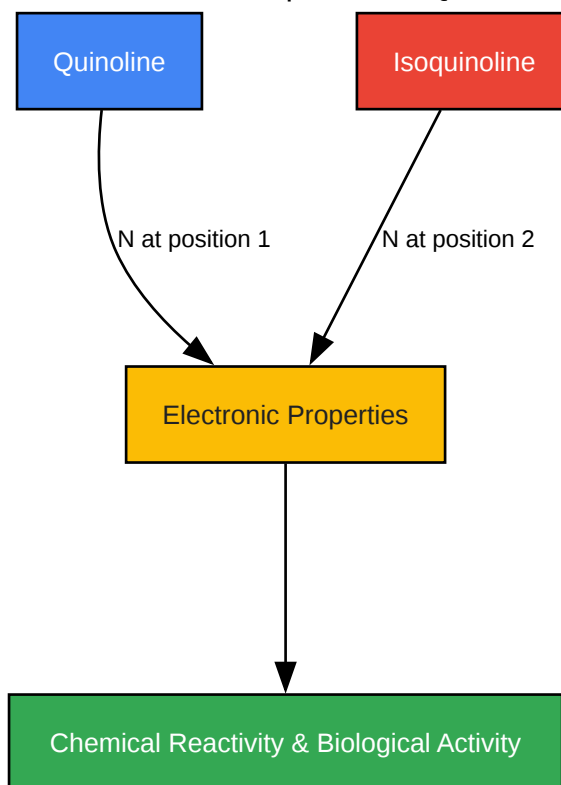 Quinoline
Isoquinoline
N at position 1
N at position 2
Electronic Properties
Chemical Reactivity & Biological Activity